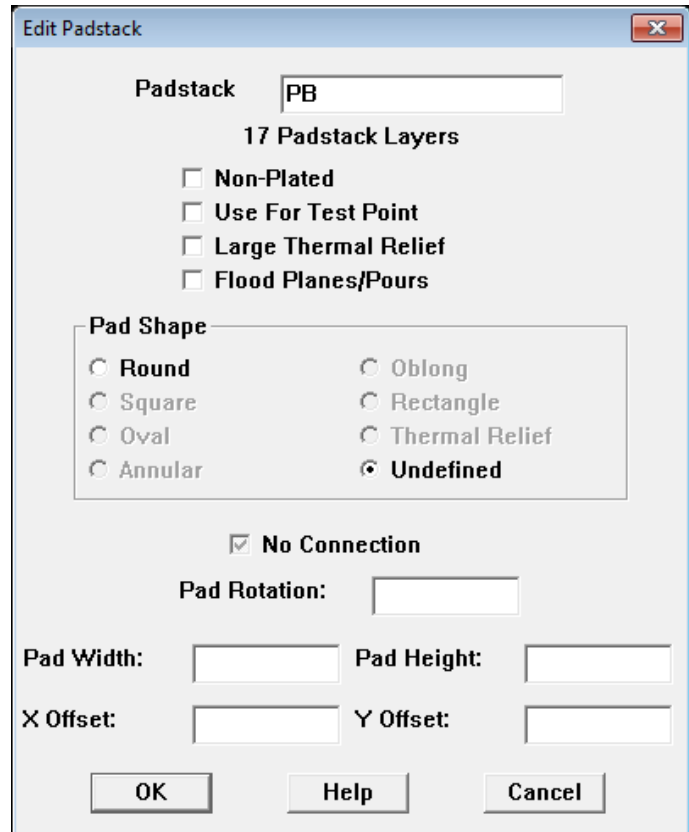 Edit Padstack
Padstack PB
17 Padstack Layers
Non-Plated
Use For Test Point
Large Thermal Relief
Flood Planes/Pours
Pad Shape
Round Oblong
Square Rectangle
Oval Thermal Relief
Annular Undefined
No Connection
Pad Rotation:
Pad Width: Pad Height:
X Offset: Y Offset:
OK Help Cancel